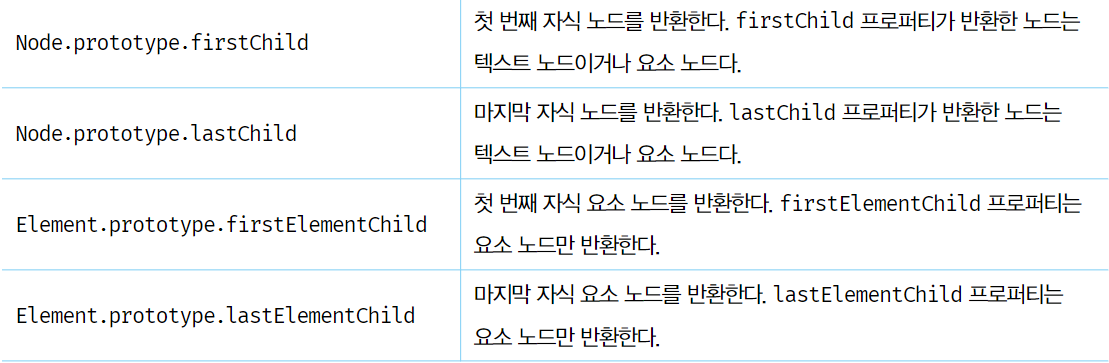 Node.prototype.firstChild
첫 번째 자식 노드를 반환한다. firstChild 프로퍼티가 반환한 노드는
텍스트 노드이거나 요소 노드다.
Node.prototype.lastChild
마지막 자식 노드를 반환한다. lastChild 프로퍼티가 반환한 노드는
텍스트 노드이거나 요소 노드다.
Element.prototype.firstElementChild
첫 번째 자식 요소 노드를 반환한다. firstElementChild 프로퍼티는
요소 노드만 반환한다.
Element.prototype.lastElementChild
마지막 자식 요소 노드를 반환한다. lastElementChild 프로퍼티는
요소 노드만 반환한다.